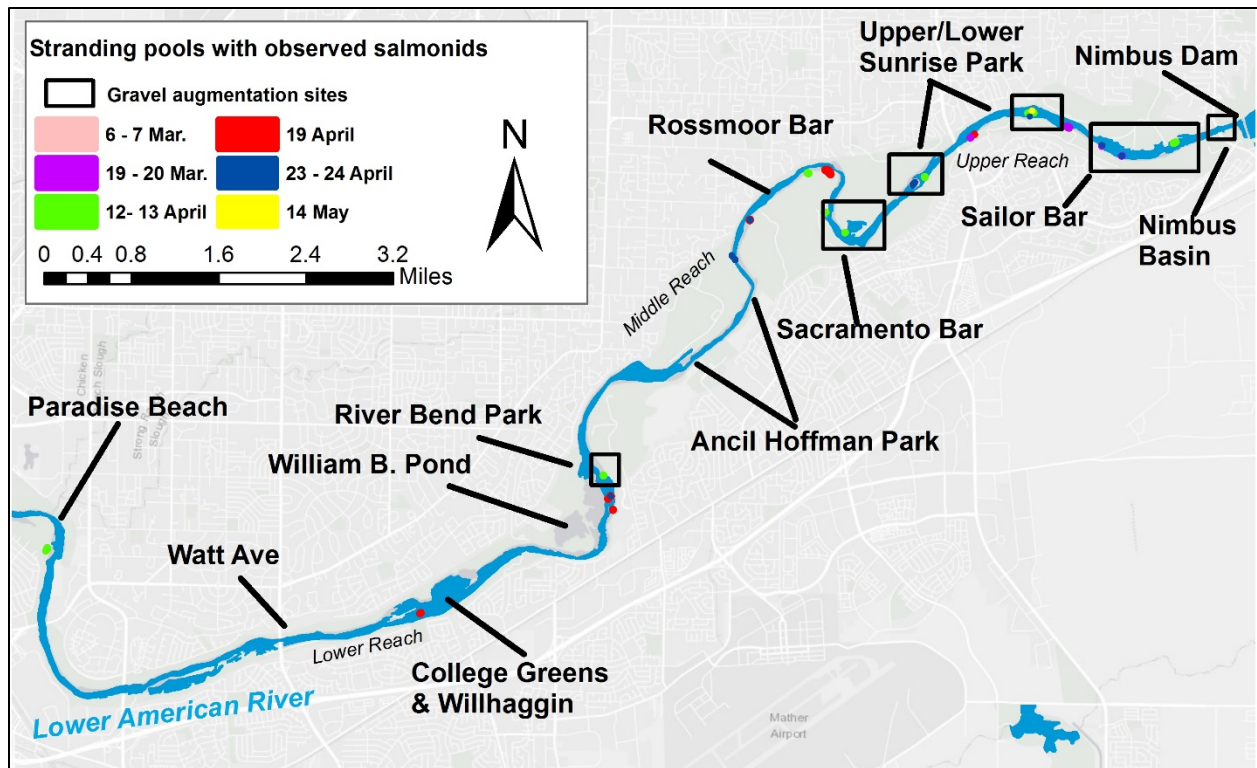 Stranding pools with observed salmonids
Gravel augmentation sites
6 - 7 Mar.
19 April
19 - 20 Mar.
23 - 24 April
12- 13 April
14 May
0 0.4 0.8 1.6 2.4 3.2
Miles
N
Upper/Lower
Sunrise Park
Nimbus Dam
Rossmoor Bar
Upper Reach
Sailor Bar
Nimbus
Basin
Middle Reach
Sacramento Bar
Paradise Beach
River Bend Park
William B. Pond
Ancil Hoffman Park
Watt Ave
Lower Reach
College Greens
& Willhaggin
Lower American River
Mather
Airport
Chicken
Slough
Slough